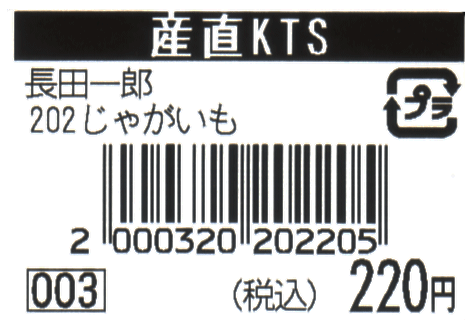 産直KTS
長田一郎
202じゃがいも
プラ
2 000320 202205
003 (税込) 220円